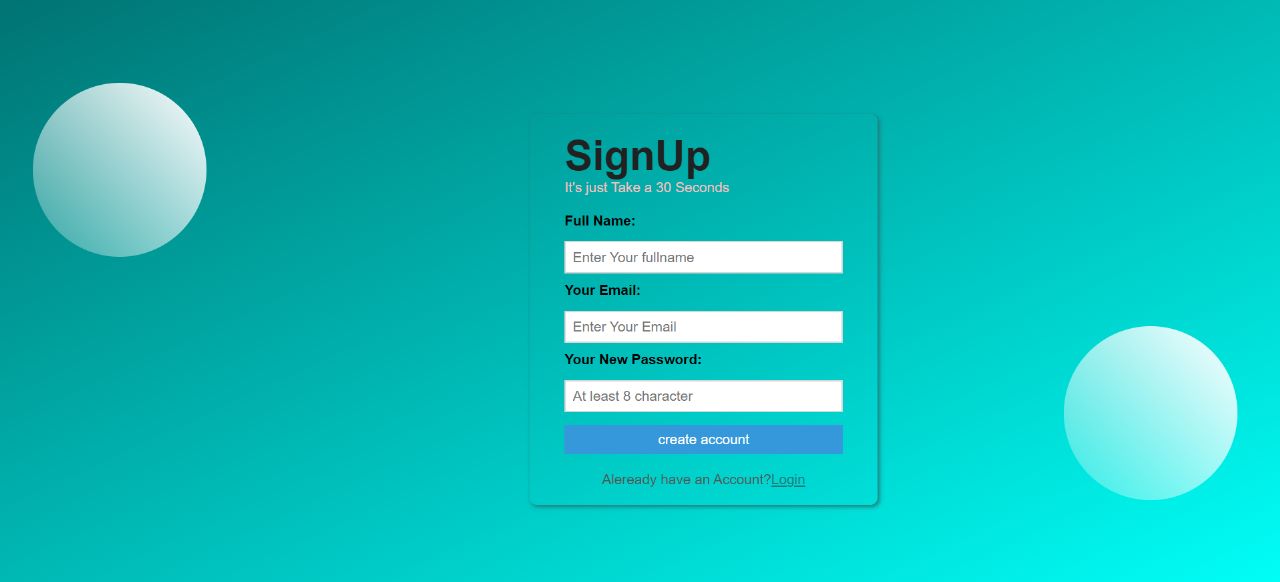 SignUp
It's just Take a 30 Seconds
Full Name:
Enter Your fullname
Your Email:
Enter Your Email
Your New Password:
At least 8 character
create account
Aleready have an Account?Login